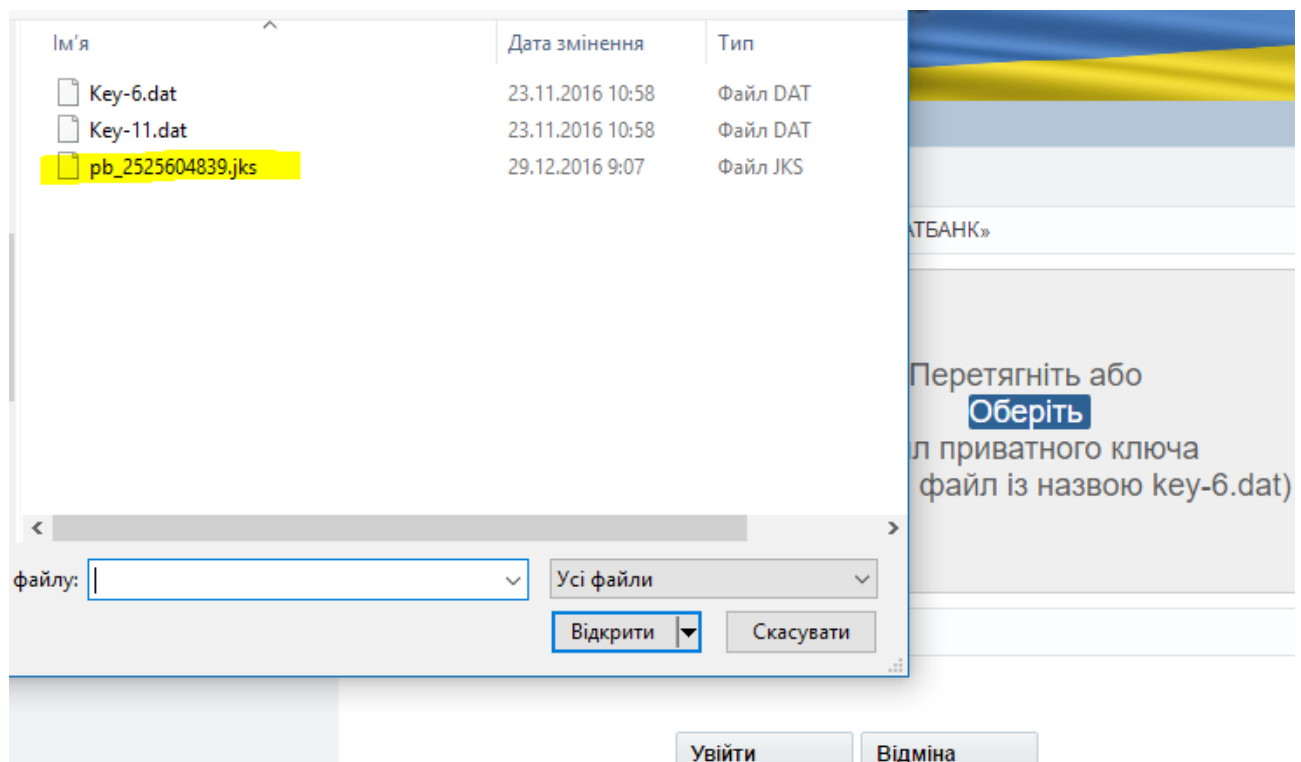 Ім’я Дата змінення Тип
Key-6.dat 23.11.2016 10:58 Файл DAT
Key-11.dat 23.11.2016 10:58 Файл DAT
pb_2525604839.jks 29.12.2016 9:07 Файл JKS
АТБАНК»
Перетягніть або
Оберіть
л приватного ключа
файл із назвою key-6.dat)
файлу: Усі файли
Відкрити Скасувати
Увійти Відміна